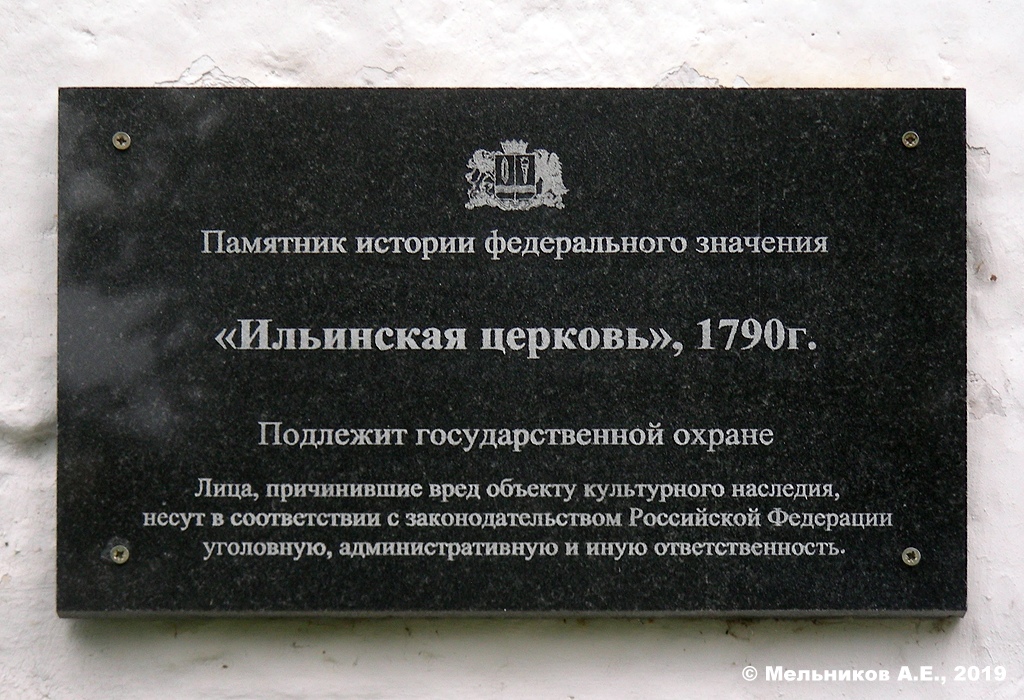 Памятник истории федерального значения
«Ильинская церковь», 1790г.
Подлежит государственной охране
Лица, причинившие вред объекту культурного наследия,
несут в соответствии с законодательством Российской Федерации
уголовную, административную и иную ответственность.
© Мельников А.Е., 2019